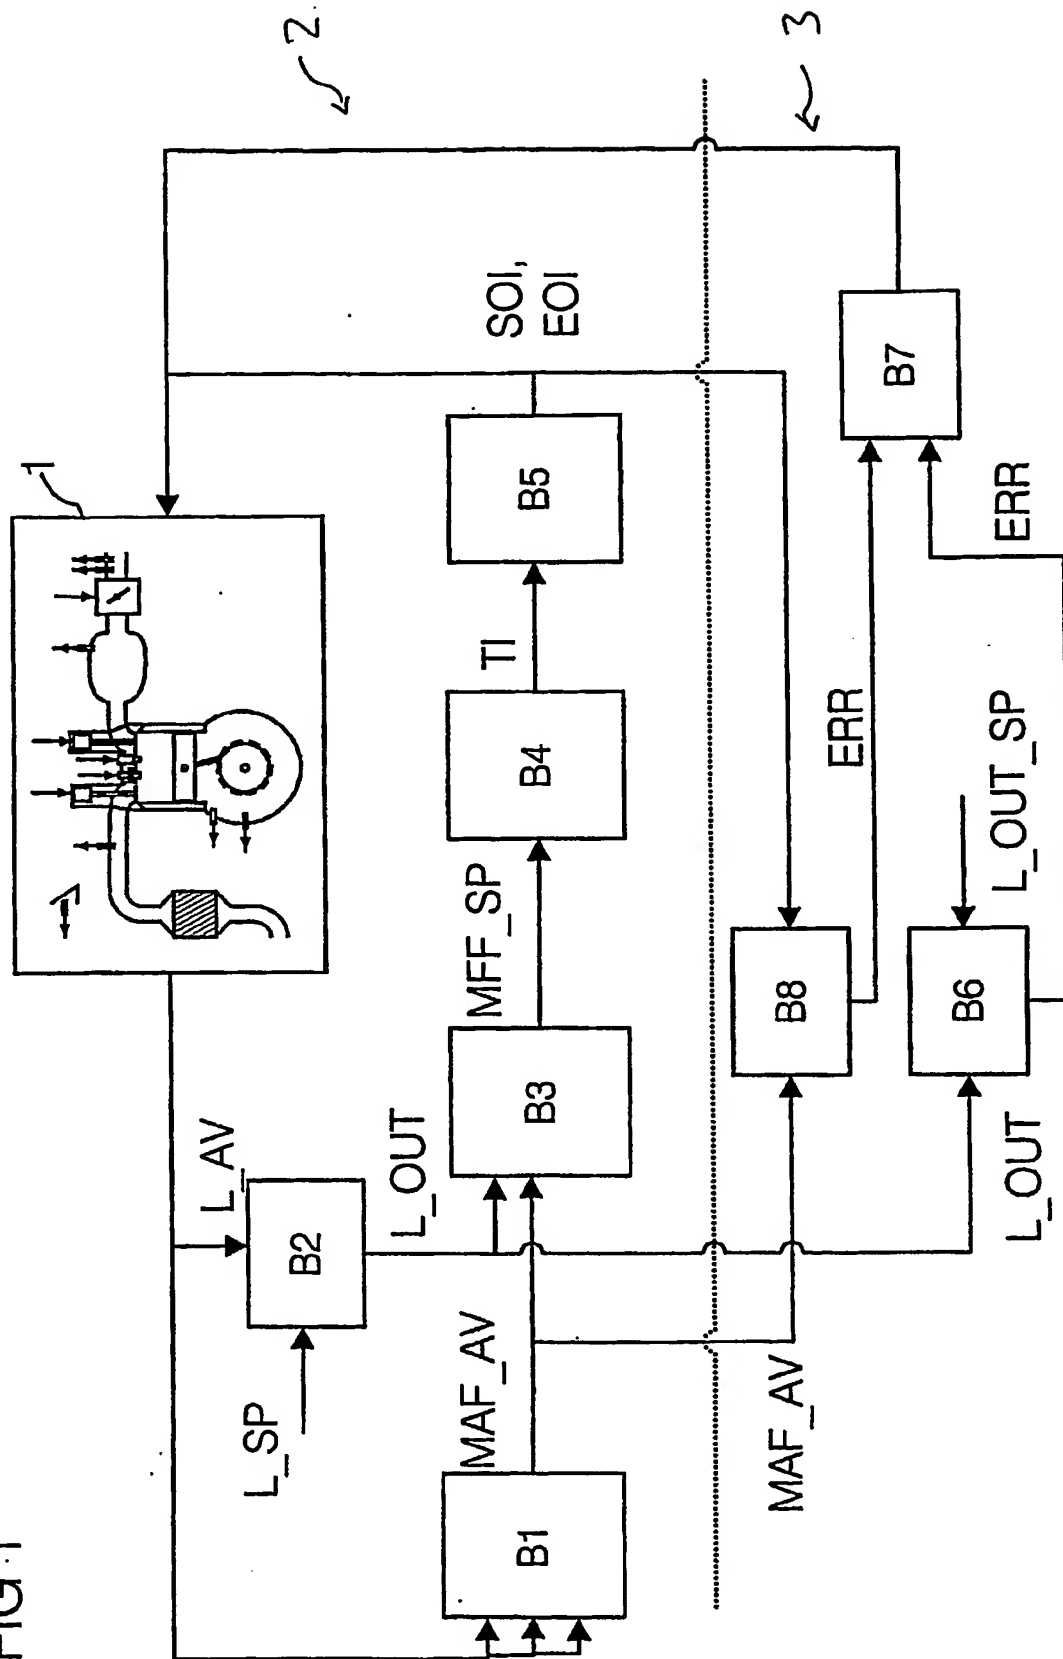 FIG 1
1
2
3
L_AV
L_SP
B2
L_OUT
MAF_AV
B1
B3
MFF_SP
B4
TI
B5
SOI,
EOI
MAF_AV
B8
ERR
B7
L_OUT
B6
L_OUT_SP
ERR